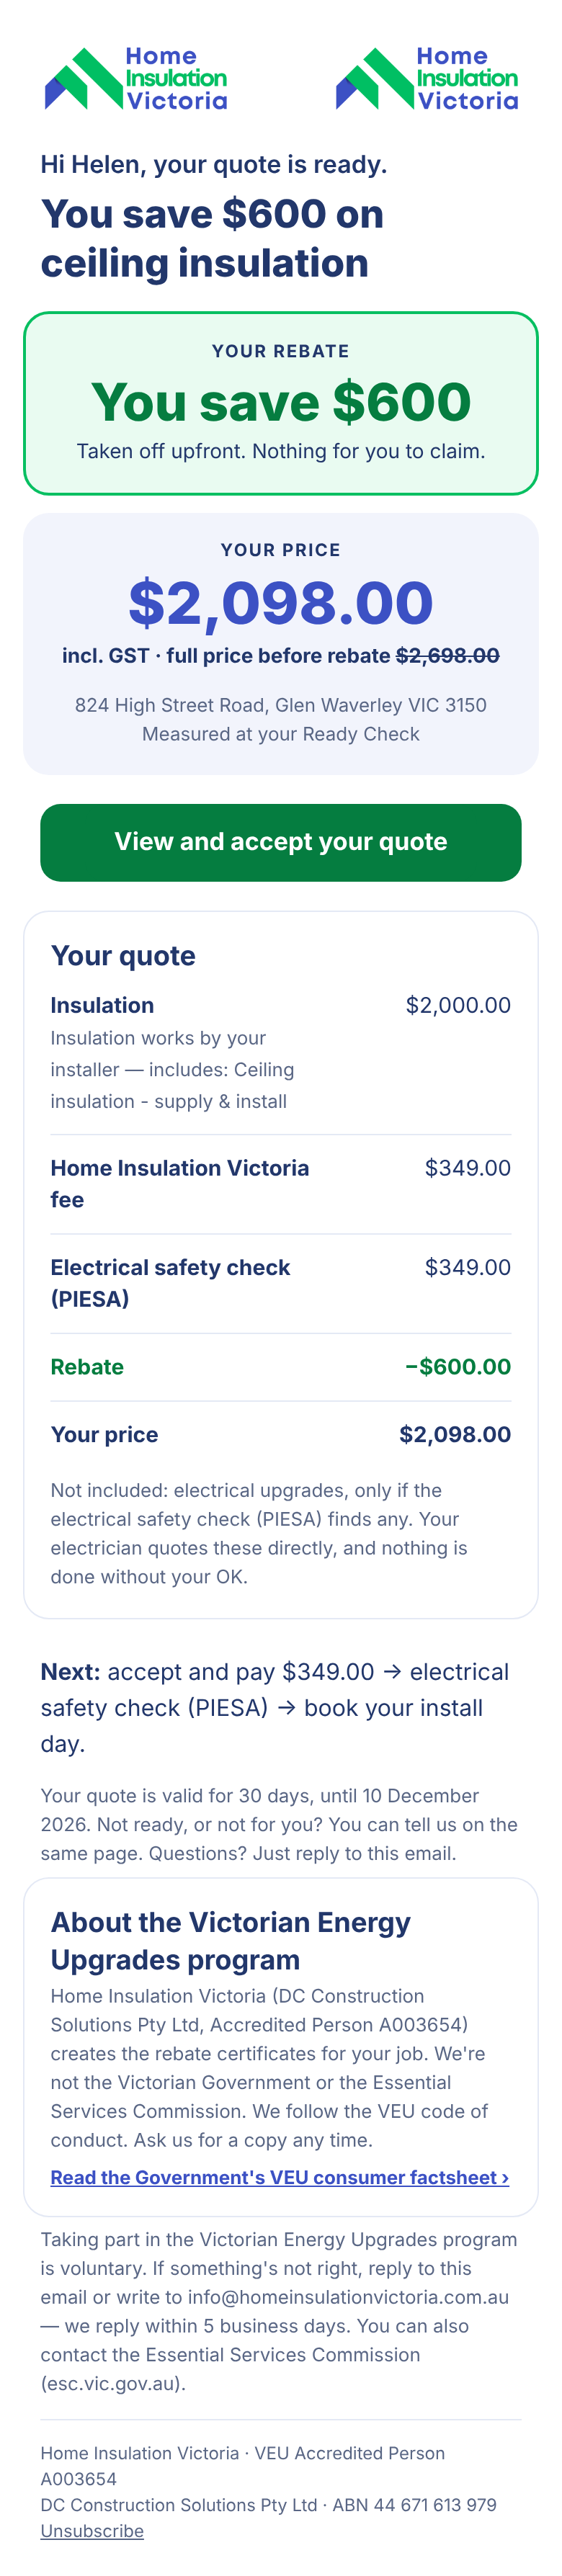 Home
Insulation
Victoria
Home
Insulation
Victoria
Hi Helen, your quote is ready.
You save $600 on
ceiling insulation
YOUR REBATE
You save $600
Taken off upfront. Nothing for you to claim.
YOUR PRICE
$2,098.00
incl. GST · full price before rebate $2,698.00
824 High Street Road, Glen Waverley VIC 3150
Measured at your Ready Check
View and accept your quote
Your quote
Insulation $2,000.00
Insulation works by your
installer — includes: Ceiling
insulation - supply & install
Home Insulation Victoria $349.00
fee
Electrical safety check $349.00
(PIESA)
Rebate −$600.00
Your price $2,098.00
Not included: electrical upgrades, only if the
electrical safety check (PIESA) finds any. Your
electrician quotes these directly, and nothing is
done without your OK.
Next: accept and pay $349.00 → electrical
safety check (PIESA) → book your install
day.
Your quote is valid for 30 days, until 10 December
2026. Not ready, or not for you? You can tell us on the
same page. Questions? Just reply to this email.
About the Victorian Energy
Upgrades program
Home Insulation Victoria (DC Construction
Solutions Pty Ltd, Accredited Person A003654)
creates the rebate certificates for your job. We're
not the Victorian Government or the Essential
Services Commission. We follow the VEU code of
conduct. Ask us for a copy any time.
Read the Government's VEU consumer factsheet ›
Taking part in the Victorian Energy Upgrades program
is voluntary. If something's not right, reply to this
email or write to info@homeinsulationvictoria.com.au
— we reply within 5 business days. You can also
contact the Essential Services Commission
(esc.vic.gov.au).
Home Insulation Victoria · VEU Accredited Person
A003654
DC Construction Solutions Pty Ltd · ABN 44 671 613 979
Unsubscribe